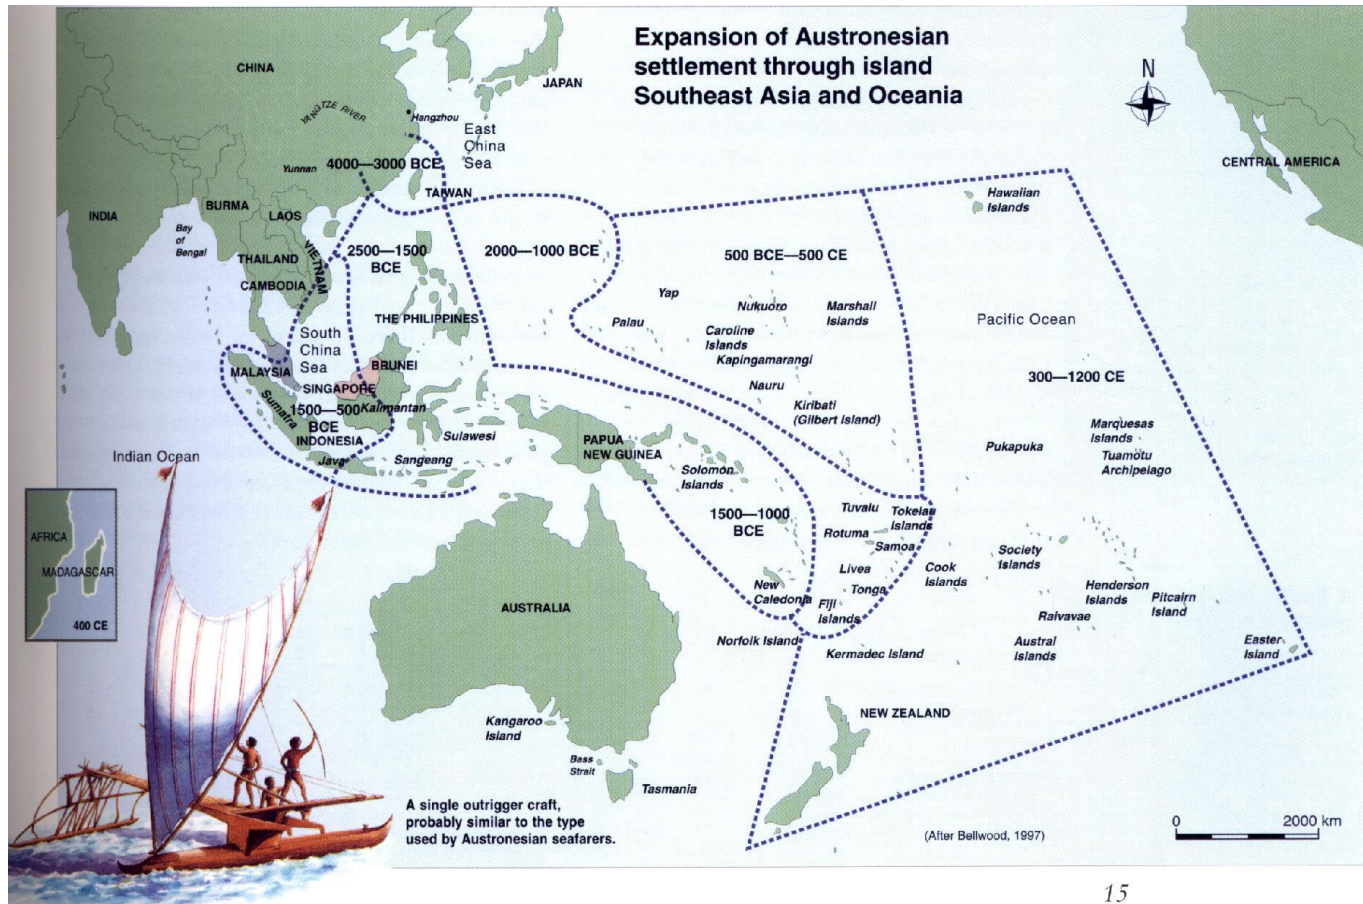 Expansion of Austronesian
settlement through island
Southeast Asia and Oceania
N
CHINA
JAPAN
YANGTZE RIVER
Hangzhou
East
China
Sea
Yunnan
4000—3000 BCE
TAIWAN
CENTRAL AMERICA
INDIA
BURMA
LAOS
Bay
of
Bengal
THAILAND
VIETNAM
CAMBODIA
2500—1500
BCE
2000—1000 BCE
500 BCE—500 CE
Hawaiian
Islands
THE PHILIPPINES
Yap
Palau
Nukuoro
Marshall
Islands
Caroline
Islands
Kapingamarangi
Nauru
Kiribati
(Gilbert Island)
Pacific Ocean
300—1200 CE
South
China
Sea
MALAYSIA
BRUNEI
SINGAPORE
Sumatra
1500—500
BCE
Kalimantan
INDONESIA
Java
Sulawesi
Sangeang
PAPUA
NEW GUINEA
Solomon
Islands
Marquesas
Islands
Tuamotu
Archipelago
Pukapuka
Indian Ocean
1500—1000
BCE
Tuvalu
Tokelau
Islands
Rotuma
Samoa
Livea
Tonga
Cook
Islands
Society
Islands
New
Caledonia
Fiji
Islands
Henderson
Islands
Pitcairn
Island
Raivavae
Austral
Islands
Easter
Island
AFRICA
MADAGASCAR
400 CE
AUSTRALIA
Norfolk Island
Kermadec Island
NEW ZEALAND
Kangaroo
Island
Bass
Strait
Tasmania
A single outrigger craft,
probably similar to the type
used by Austronesian seafarers.
(After Bellwood, 1997)
0 2000 km
15